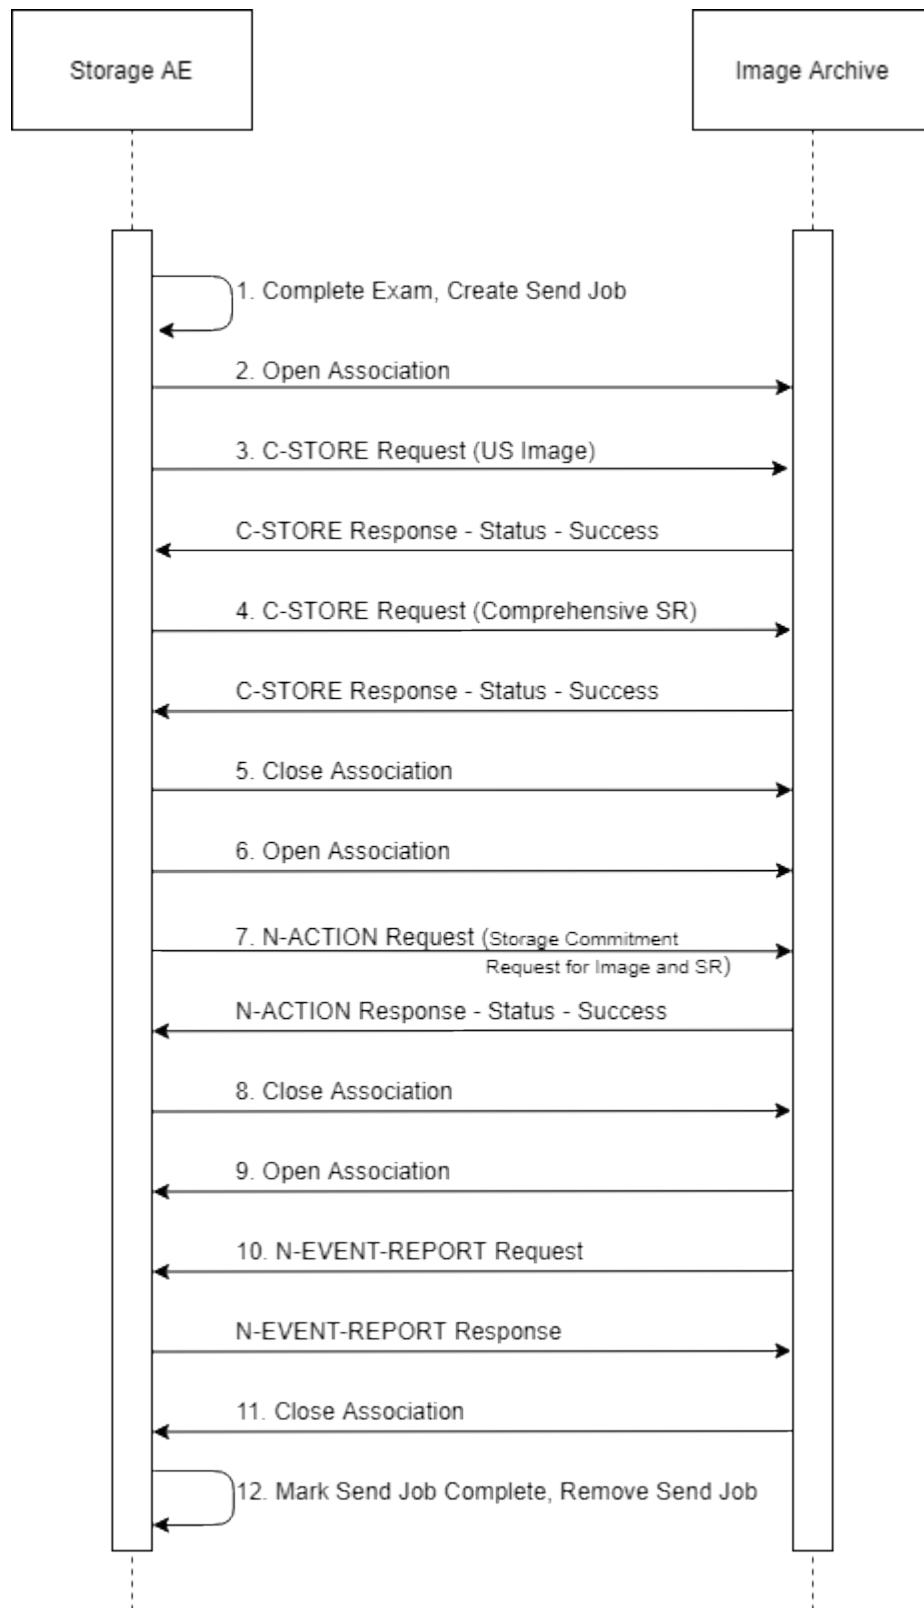 Storage AE
Image Archive
1. Complete Exam, Create Send Job
2. Open Association
3. C-STORE Request (US Image)
C-STORE Response - Status - Success
4. C-STORE Request (Comprehensive SR)
C-STORE Response - Status - Success
5. Close Association
6. Open Association
7. N-ACTION Request (Storage Commitment
Request for Image and SR)
N-ACTION Response - Status - Success
8. Close Association
9. Open Association
10. N-EVENT-REPORT Request
N-EVENT-REPORT Response
11. Close Association
12. Mark Send Job Complete, Remove Send Job